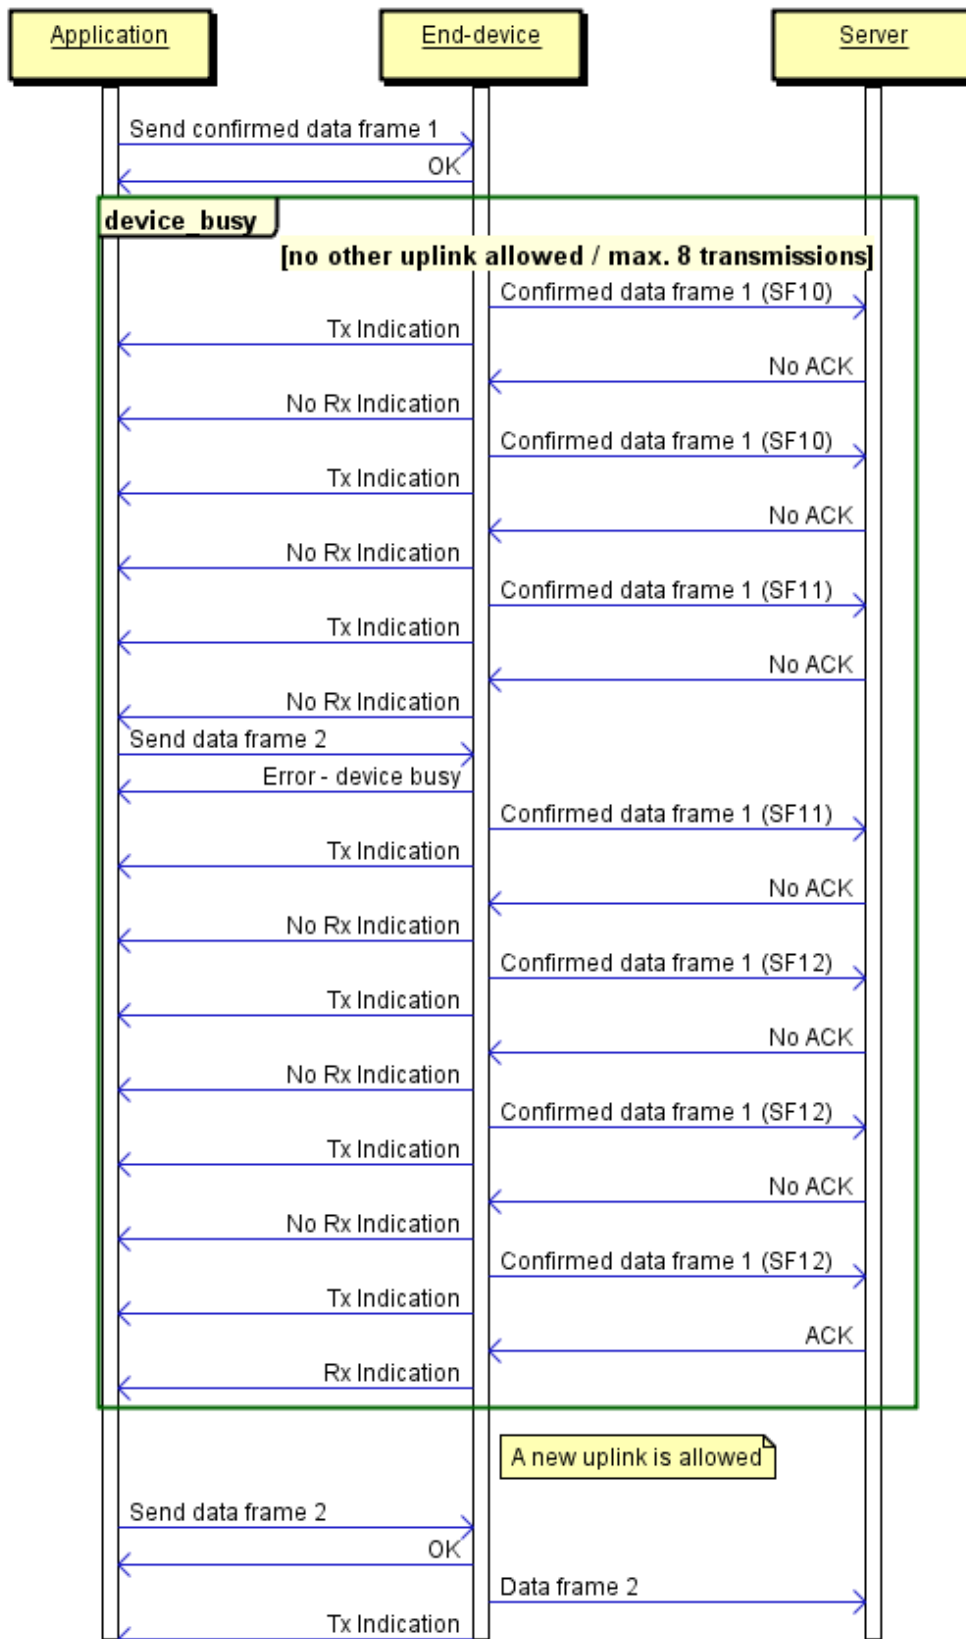 Application
End-device
Server
Send confirmed data frame 1
OK
device_busy
[no other uplink allowed / max. 8 transmissions]
Confirmed data frame 1 (SF10)
Tx Indication
No ACK
No Rx Indication
Confirmed data frame 1 (SF10)
Tx Indication
No ACK
No Rx Indication
Confirmed data frame 1 (SF11)
Tx Indication
No ACK
No Rx Indication
Send data frame 2
Error - device busy
Confirmed data frame 1 (SF11)
Tx Indication
No ACK
No Rx Indication
Confirmed data frame 1 (SF12)
Tx Indication
No ACK
No Rx Indication
Confirmed data frame 1 (SF12)
Tx Indication
No ACK
No Rx Indication
Confirmed data frame 1 (SF12)
Tx Indication
ACK
Rx Indication
A new uplink is allowed
Send data frame 2
OK
Data frame 2
Tx Indication